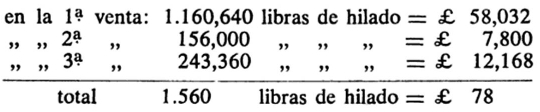 en la 1ª venta: 1.160,640 libras de hilado = £ 58,032
„ „ 2ª „ 156,000 „ „ „ = £ 7,800
„ „ 3ª „ 243,360 „ „ „ = £ 12,168
total 1.560 libras de hilado = £ 78